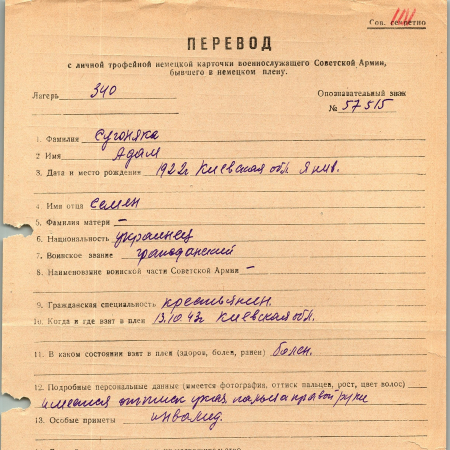 Сов. секретно
ПЕРЕВОД
с личной трофейной немецкой карточки военнослужащего Советской Армии,
бывшего в немецком плену.
Лагерь 340
Опознавательный знак
№ 57515
1. Фамилия Сугоняка
2 Имя Адам
3. Дата и место рождения 1922г Киевская обл.
4. Имя отца Семен
5. Фамилия матери –
6. Национальность украинец
7. Воинское звание гражданский
8. Наименование воинской части Советской Армии –
9. Гражданская специальность крестьянин.
10. Когда и где взят в плен 13.10.43г Киевская обл.
11. В каком состоянии взят в плен (здоров, болен, ранен) болен.
12. Подробные персональные данные (имеется фотография, оттиск пальцев, рост, цвет волос)
имеется оттиск указ. пальца правой руки
13. Особые приметы инвалид.